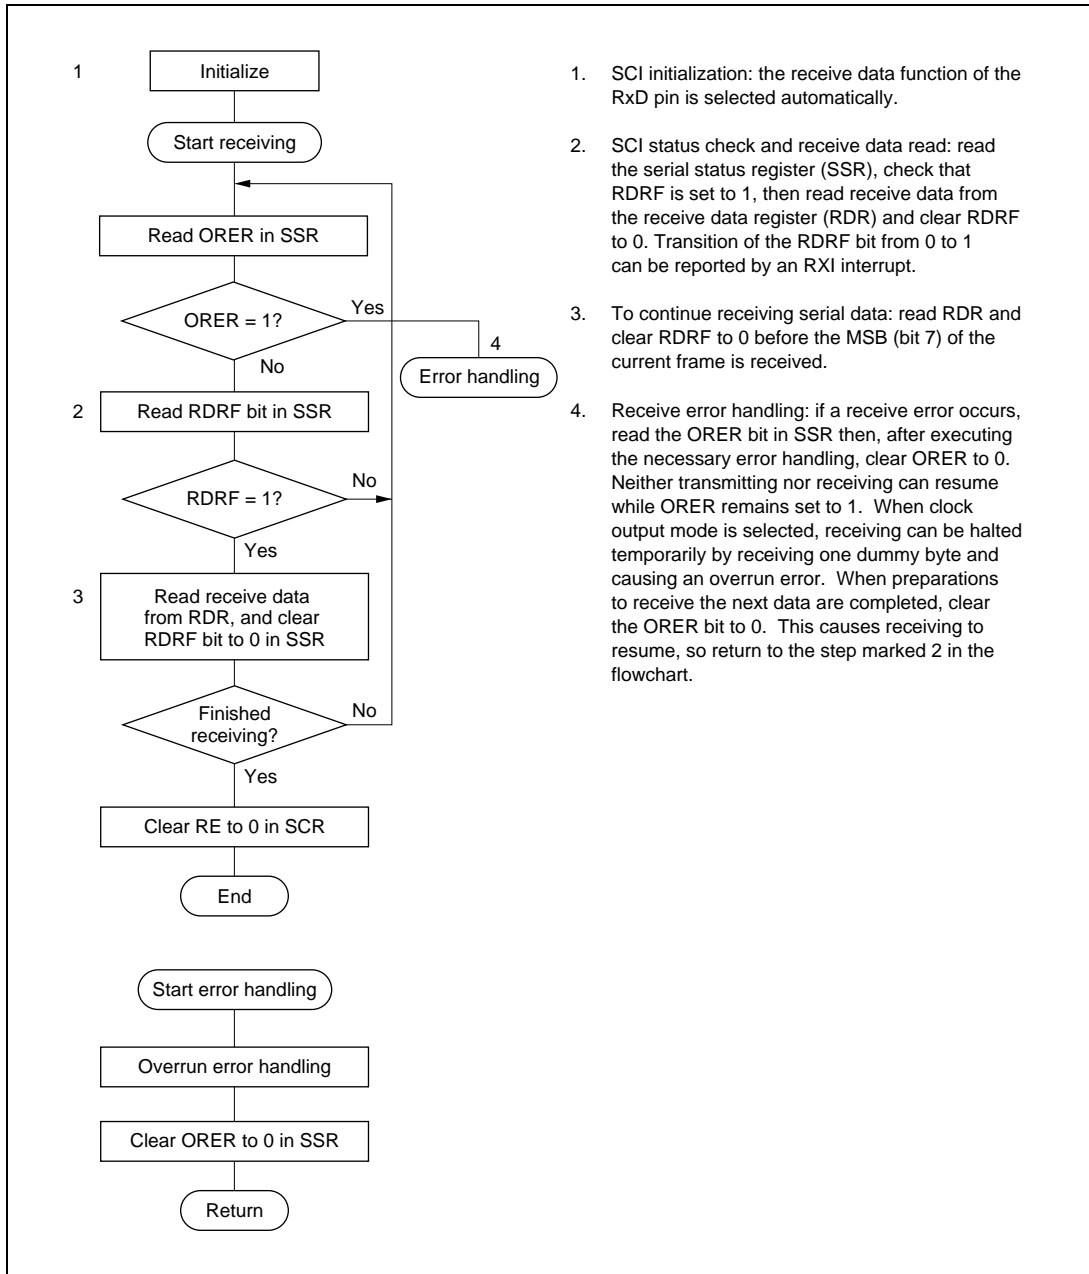 1
Initialize
Start receiving
Read ORER in SSR
ORER = 1?
Yes
No
4
Error handling
2
Read RDRF bit in SSR
RDRF = 1?
No
Yes
3
Read receive data
from RDR, and clear
RDRF bit to 0 in SSR
Finished
receiving?
No
Yes
Clear RE to 0 in SCR
End
Start error handling
Overrun error handling
Clear ORER to 0 in SSR
Return
1. SCI initialization: the receive data function of the
RxD pin is selected automatically.
2. SCI status check and receive data read: read
the serial status register (SSR), check that
RDRF is set to 1, then read receive data from
the receive data register (RDR) and clear RDRF
to 0. Transition of the RDRF bit from 0 to 1
can be reported by an RXI interrupt.
3. To continue receiving serial data: read RDR and
clear RDRF to 0 before the MSB (bit 7) of the
current frame is received.
4. Receive error handling: if a receive error occurs,
read the ORER bit in SSR then, after executing
the necessary error handling, clear ORER to 0.
Neither transmitting nor receiving can resume
while ORER remains set to 1. When clock
output mode is selected, receiving can be halted
temporarily by receiving one dummy byte and
causing an overrun error. When preparations
to receive the next data are completed, clear
the ORER bit to 0. This causes receiving to
resume, so return to the step marked 2 in the
flowchart.